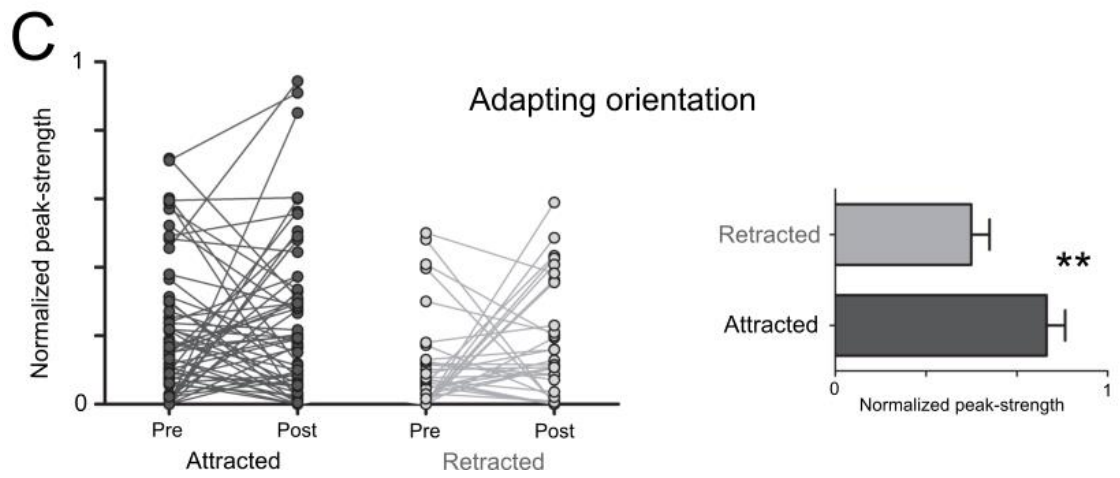 C
Adapting orientation
Normalized peak-strength
1
0
Pre Post Pre Post
Attracted Retracted
Retracted
**
Attracted
0 1
Normalized peak-strength